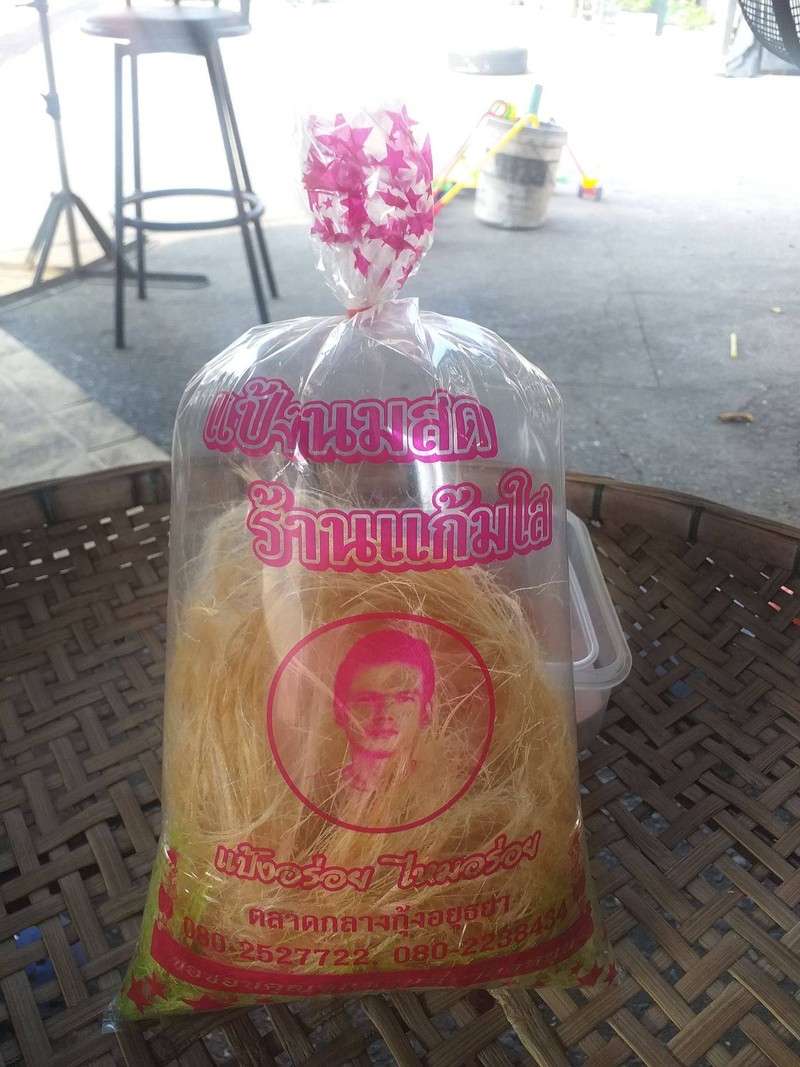 แป้งนมสด
ร้านแก้มใส
แป้งอร่อย ไหมอร่อย
ตลาดกลางกุ้งอยุธยา
080-2527722, 080-2238434